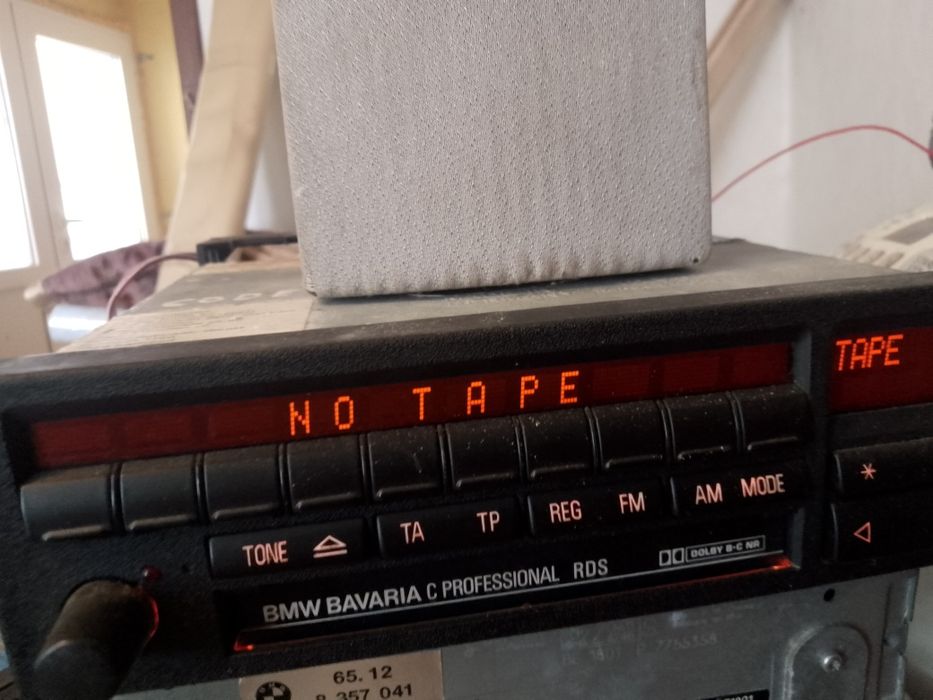 CODE
NO TAPE
TAPE
TONE TA TP REG FM AM MODE
BMW BAVARIA C PROFESSIONAL RDS
DOLBY B-C NR
65.12
8 357 041